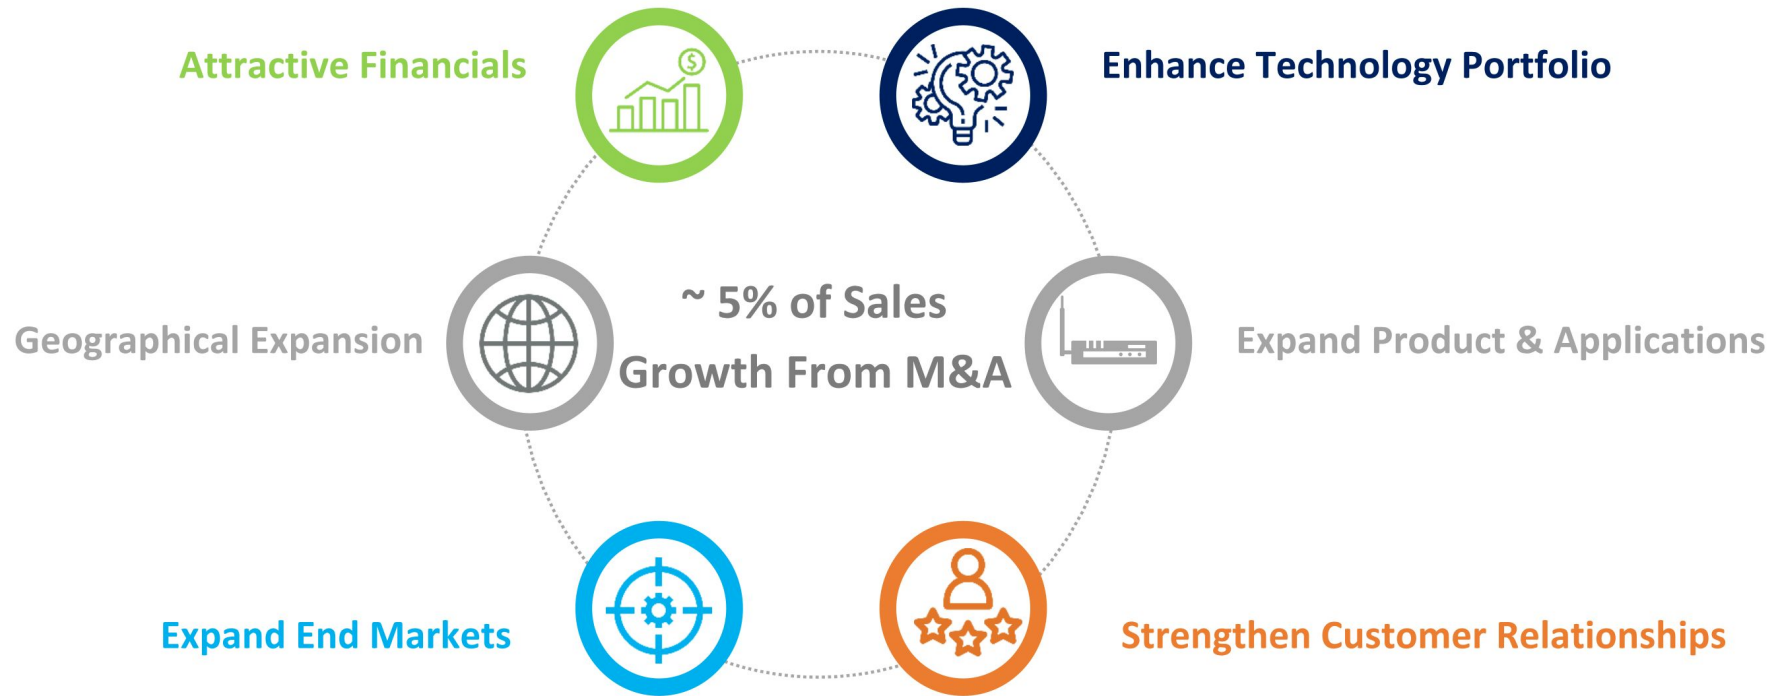 Attractive Financials
Enhance Technology Portfolio
Geographical Expansion
~ 5% of Sales
Growth From M&A
Expand Product & Applications
Expand End Markets
Strengthen Customer Relationships
$